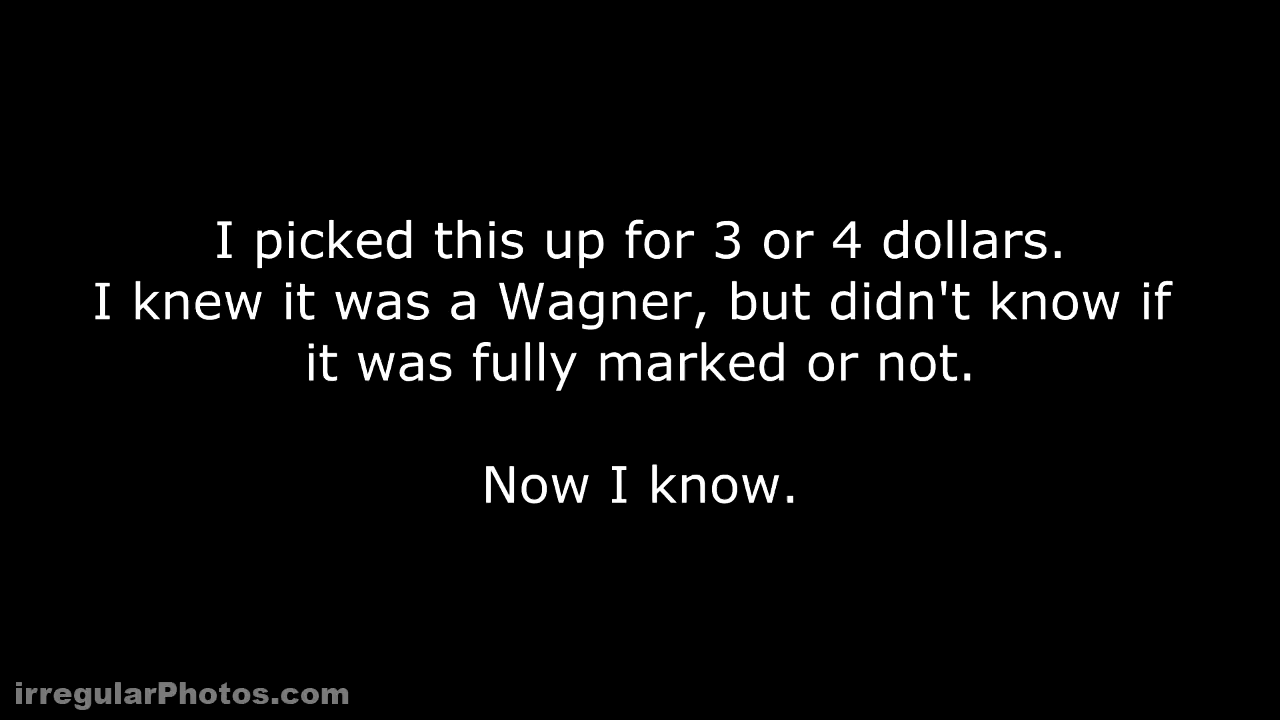 I picked this up for 3 or 4 dollars.
I knew it was a Wagner, but didn't know if
it was fully marked or not.
Now I know.
irregularPhotos.com